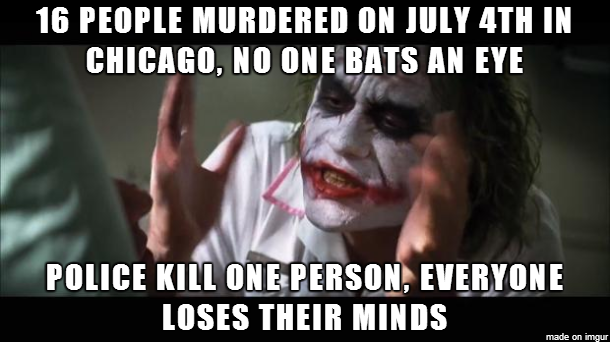 16 PEOPLE MURDERED ON JULY 4TH IN
CHICAGO, NO ONE BATS AN EYE
POLICE KILL ONE PERSON, EVERYONE
LOSES THEIR MINDS
made on imgur